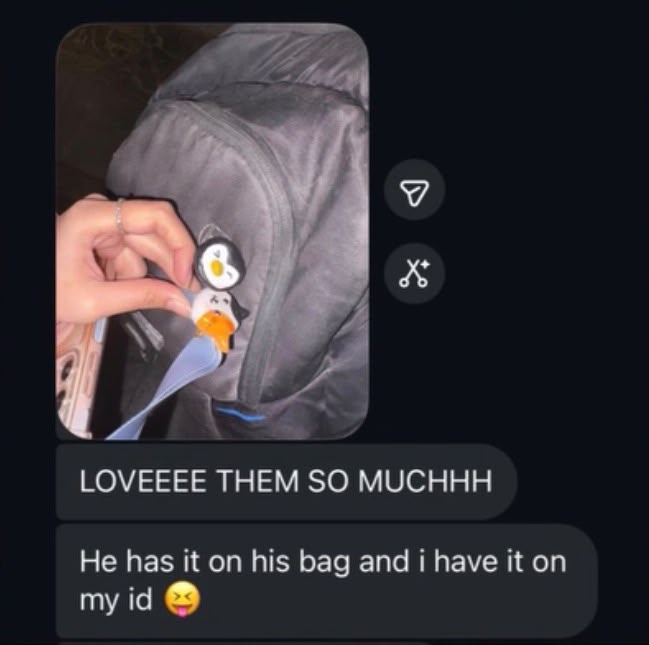 LOVEEEE THEM SO MUCHHH
He has it on his bag and i have it on
my id 😝